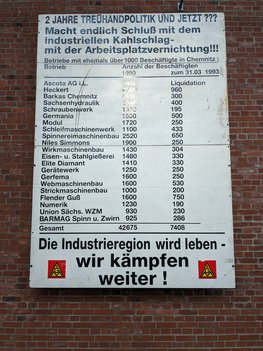 2 JAHRE TREUHANDPOLITIK UND JETZT ???
Macht endlich Schluß mit dem
industriellen Kahlschlag-
mit der Arbeitsplatzvernichtung!!!
Betriebe mit ehemals über 1000 Beschäftigte in Chemnitz :
Betrieb Anzahl der Beschäftigten
1990 zum 31.03 1993
Ascota AG i.L. Liquidation
Heckert 960
Barkas Chemnitz 300
Sachsenhydraulik 400
Schraubenwerk 195
Germania 1500 500
Modul 1720 250
Schleifmaschinenwerk 1100 433
Spinnereimaschinenbau 2520 650
Niles Simmons 1900 250
Wirkmaschinenbau 1430 304
Eisen- u. Stahlgießerei 1480 330
Elite Diamant 1410 330
Gerätewerk 1250 250
Gerfema 1600 250
Webmaschinenbau 1600 530
Strickmaschinenbau 1000 200
Flender Guß 1600 750
Numerik 1230 190
Union Sächs. WZM 930 230
BARMAG Spinn u. Zwirn 925 286
Gesamt 42675 7408
Die Industrieregion wird leben -
wir kämpfen
weiter !